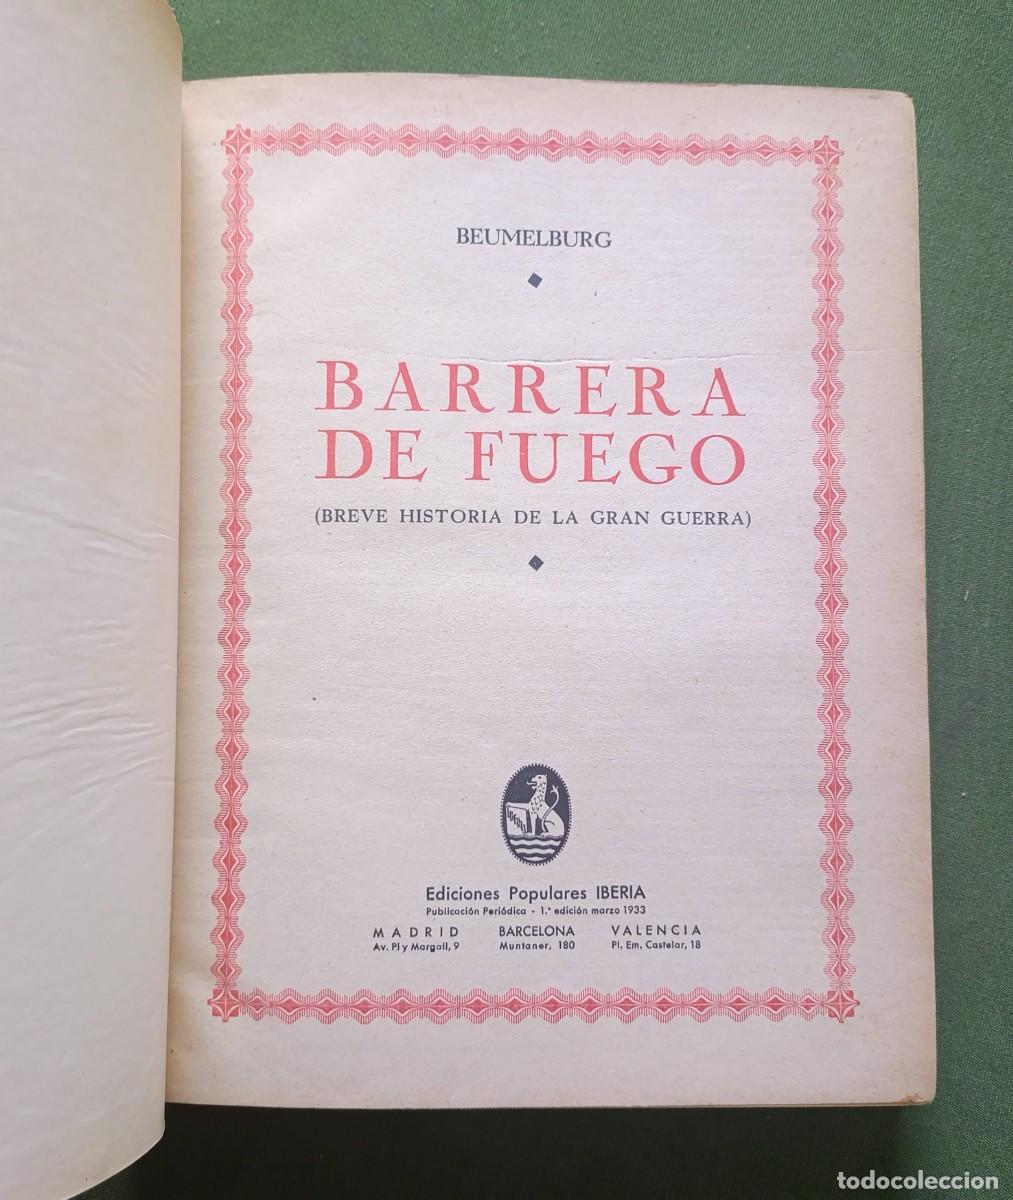 BEUMELBURG
BARRERA
DE FUEGO
(BREVE HISTORIA DE LA GRAN GUERRA)
Ediciones Populares IBERIA
Publicación Periódica - 1.ª edición marzo 1933
MADRID BARCELONA VALENCIA
Av. Pi y Margall, 9 Muntaner, 180 Pl. Em. Castelar, 18
todocoleccion